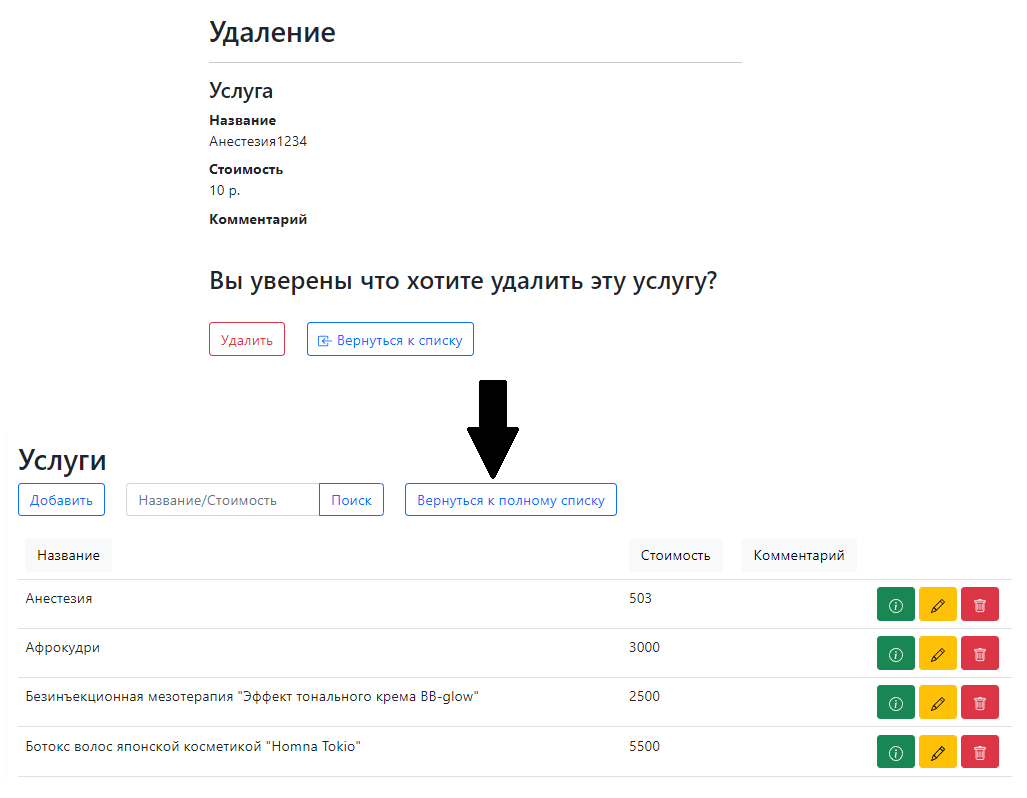 Удаление
Услуга
Название
Анестезия1234
Стоимость
10 р.
Комментарий
Вы уверены что хотите удалить эту услугу?
Удалить Вернуться к списку
Услуги
Добавить Название/Стоимость Поиск Вернуться к полному списку
Название Стоимость Комментарий
Анестезия 503
Афрокудри 3000
Безинъекционная мезотерапия "Эффект тонального крема BB-glow" 2500
Ботокс волос японской косметикой "Homna Tokio" 5500